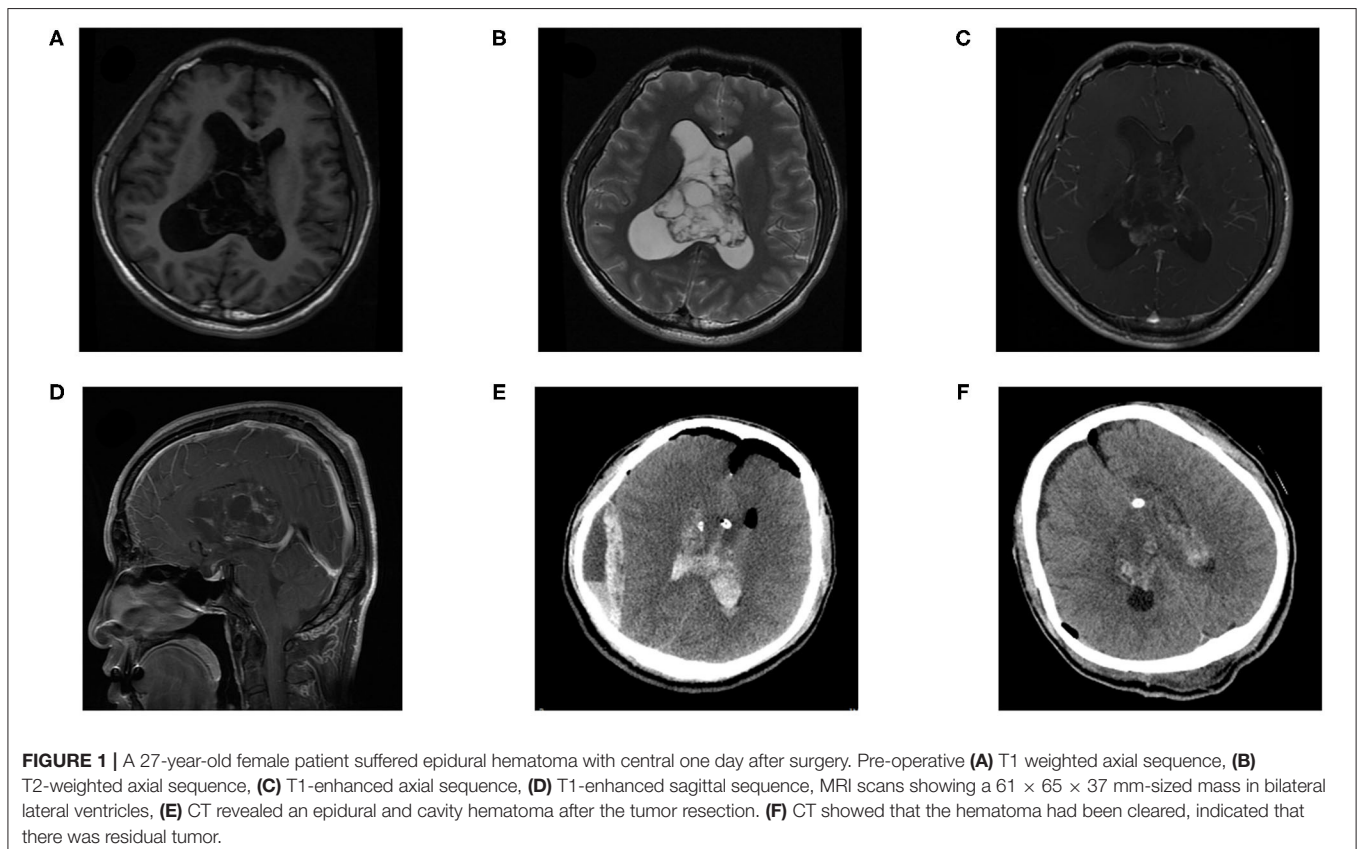 A
B
C
D
E
F
FIGURE 1 | A 27-year-old female patient suffered epidural hematoma with central one day after surgery. Pre-operative (A) T1 weighted axial sequence, (B)
T2-weighted axial sequence, (C) T1-enhanced axial sequence, (D) T1-enhanced sagittal sequence, MRI scans showing a 61 × 65 × 37 mm-sized mass in bilateral
lateral ventricles, (E) CT revealed an epidural and cavity hematoma after the tumor resection. (F) CT showed that the hematoma had been cleared, indicated that
there was residual tumor.